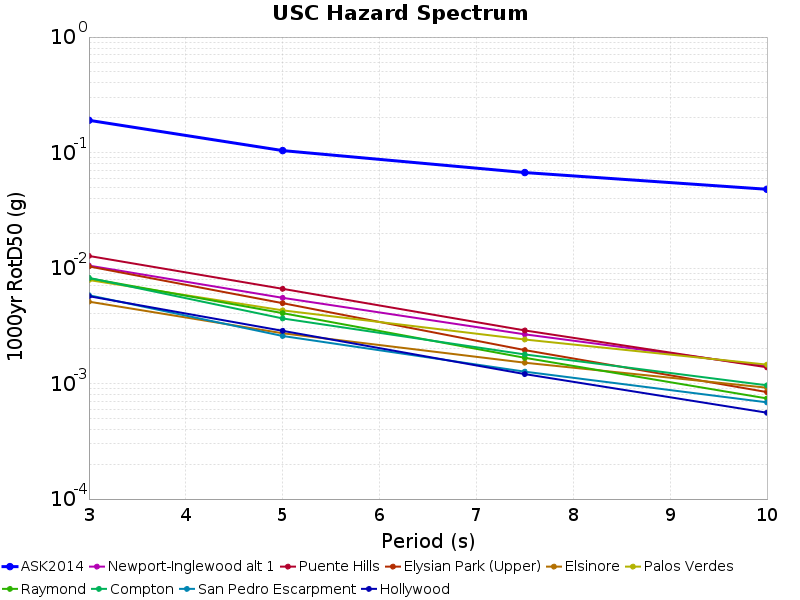 USC Hazard Spectrum
10^0
10^-1
10^-2
10^-3
10^-4
1000yr RotD50 (g)
3 4 5 6 7 8 9 10
Period (s)
ASK2014 Newport-Inglewood alt 1 Puente Hills Elysian Park (Upper) Elsinore Palos Verdes
Raymond Compton San Pedro Escarpment Hollywood